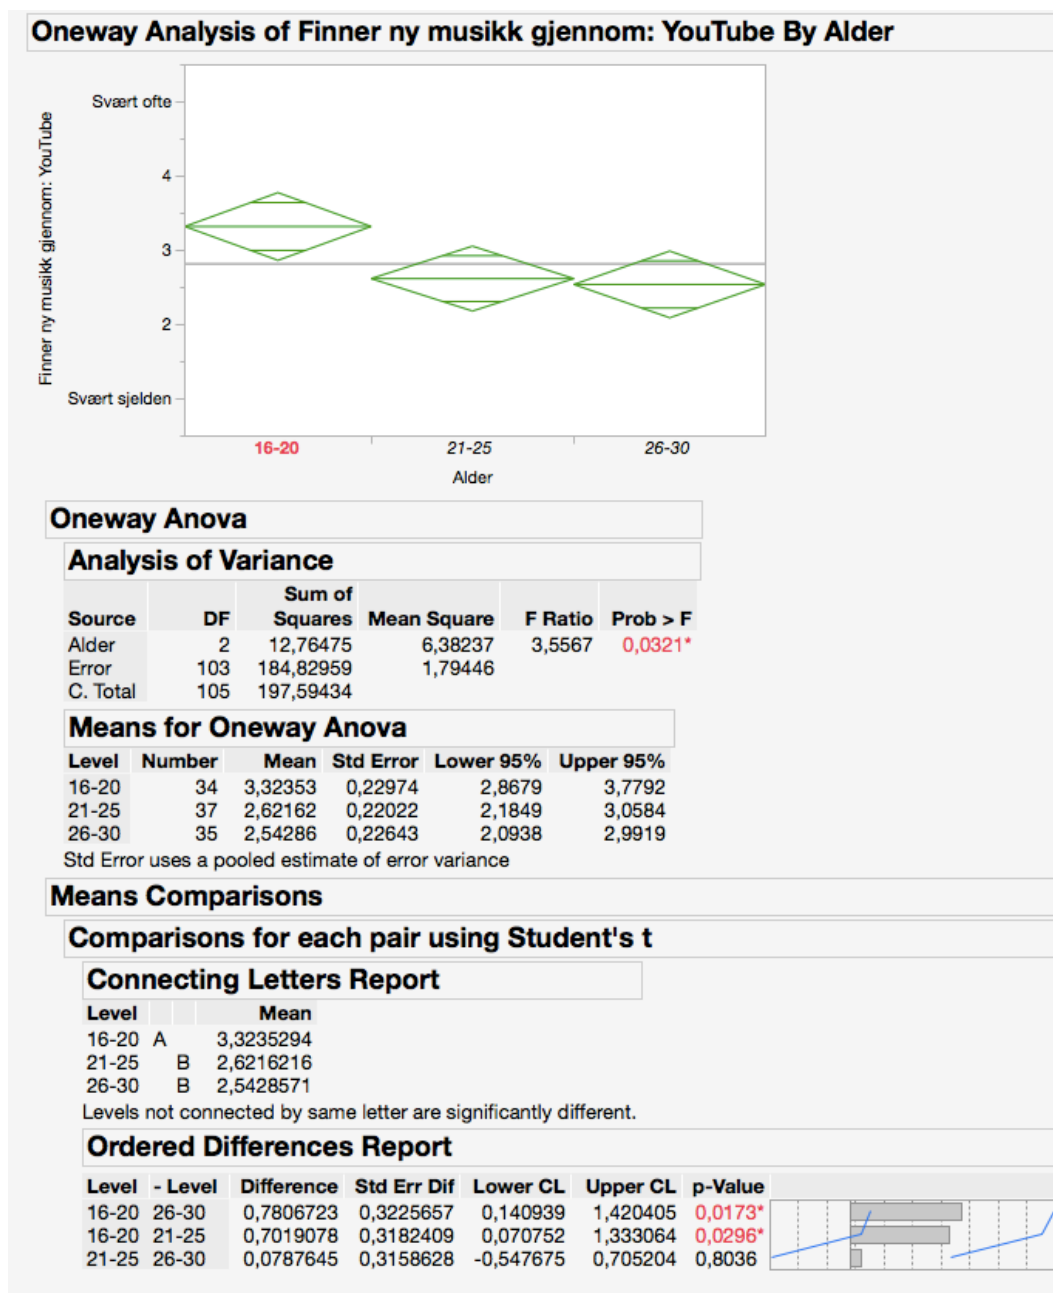 Oneway Analysis of Finner ny musikk gjennom: YouTube By Alder
Finner ny musikk gjennom: YouTube
Svært ofte
4
3
2
Svært sjelden
16-20 21-25 26-30
Alder
Oneway Anova
Analysis of Variance
Sum of
Source DF Squares Mean Square F Ratio Prob > F
Alder 2 12,76475 6,38237 3,5567 0,0321*
Error 103 184,82959 1,79446
C. Total 105 197,59434
Means for Oneway Anova
Level Number Mean Std Error Lower 95% Upper 95%
16-20 34 3,32353 0,22974 2,8679 3,7792
21-25 37 2,62162 0,22022 2,1849 3,0584
26-30 35 2,54286 0,22643 2,0938 2,9919
Std Error uses a pooled estimate of error variance
Means Comparisons
Comparisons for each pair using Student's t
Connecting Letters Report
Level Mean
16-20 A 3,3235294
21-25 B 2,6216216
26-30 B 2,5428571
Levels not connected by same letter are significantly different.
Ordered Differences Report
Level - Level Difference Std Err Dif Lower CL Upper CL p-Value
16-20 26-30 0,7806723 0,3225657 0,140939 1,420405 0,0173*
16-20 21-25 0,7019078 0,3182409 0,070752 1,333064 0,0296*
21-25 26-30 0,0787645 0,3158628 -0,547675 0,705204 0,8036